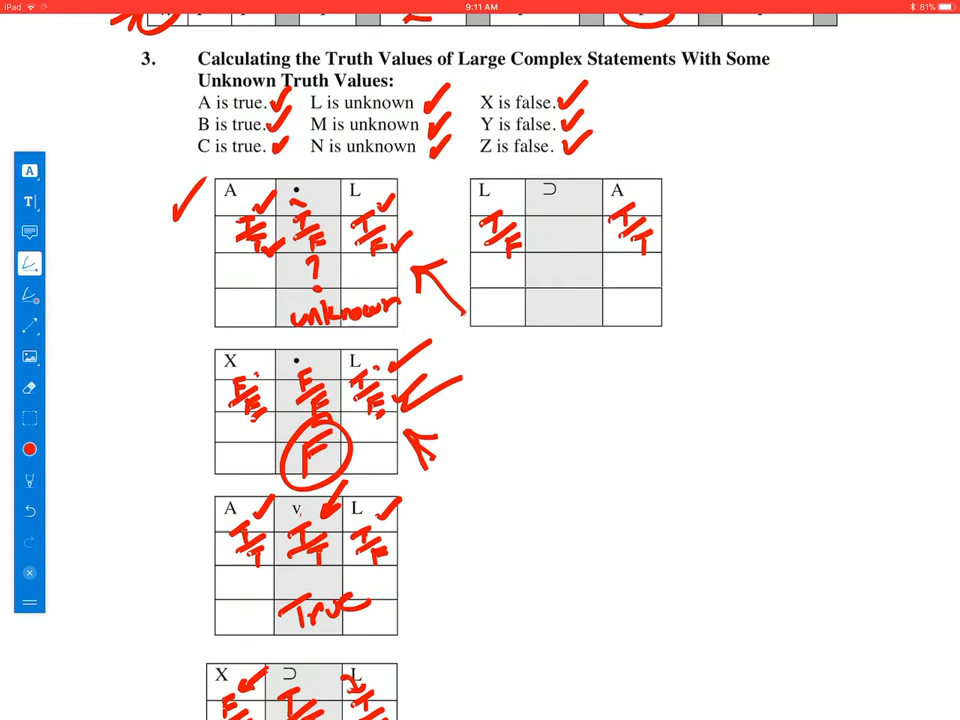 iPad
9:11 AM
81%
3. Calculating the Truth Values of Large Complex Statements With Some
Unknown Truth Values:
A is true. L is unknown X is false.
B is true. M is unknown Y is false.
C is true. N is unknown Z is false.
A • L
T/T T/F T/F
?
unknown
L ⊃ A
T/F T/T
X • L
F/F F/F T/F
F
A v L
T/T T/T T/F
True
X ⊃ L